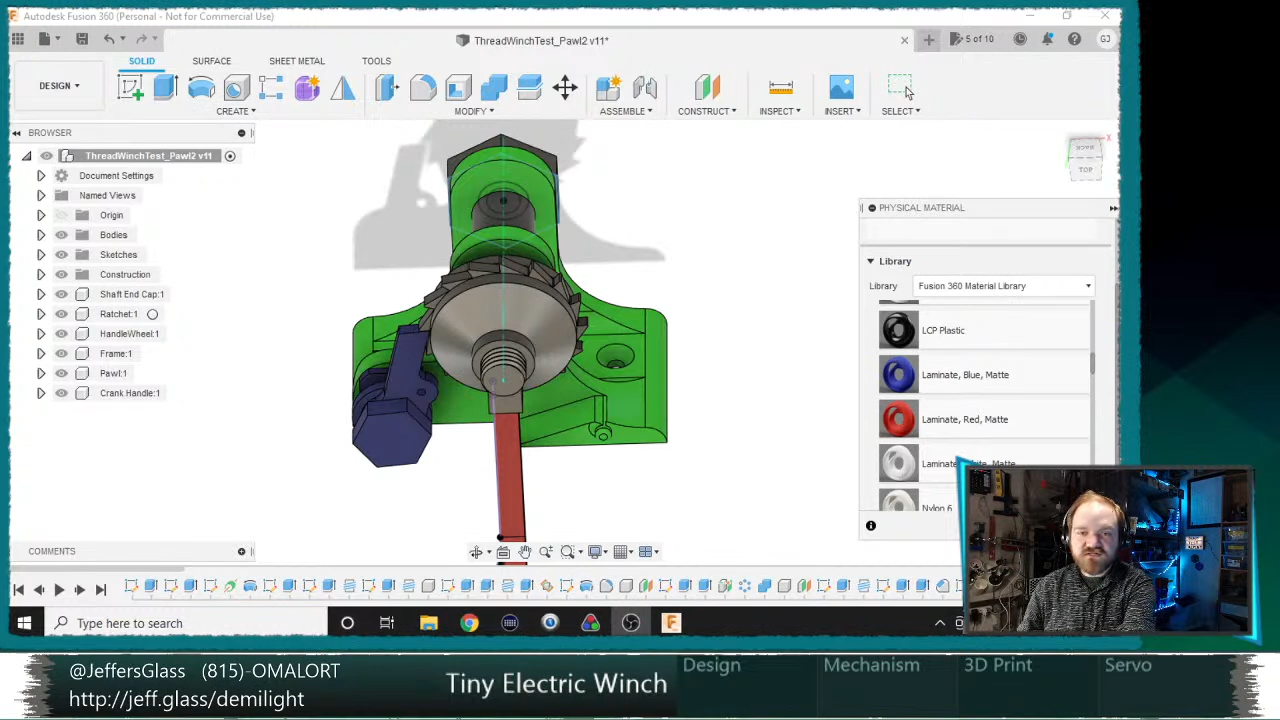 Autodesk Fusion 360 (Personal - Not for Commercial Use)
ThreadWinchTest_Pawl2 v11*
5 of 10
GJ
DESIGN
SOLID SURFACE SHEET METAL TOOLS
CREATE MODIFY ASSEMBLE CONSTRUCT INSPECT INSERT SELECT
BROWSER
ThreadWinchTest_Pawl2 v11
Document Settings
Named Views
Origin
Bodies
Sketches
Construction
Shaft End Cap:1
Ratchet:1
HandleWheel:1
Frame:1
Pawl:1
Crank Handle:1
BACK
TOP
X
PHYSICAL MATERIAL
Library
Library Fusion 360 Material Library
LCP Plastic
Laminate, Blue, Matte
Laminate, Red, Matte
Nylon 6
COMMENTS
Type here to search
@JeffersGlass (815)-OMALORT
http://jeff.glass/demilight
Tiny Electric Winch
Design Mechanism 3D Print Servo